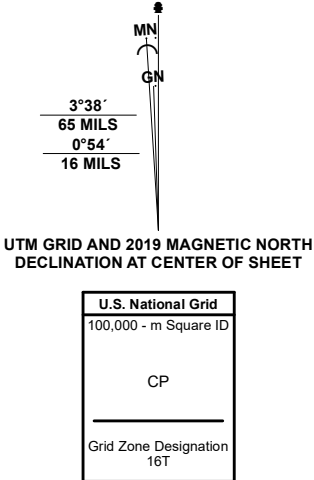 MN
GN
3°38´
65 MILS
0°54´
16 MILS
UTM GRID AND 2019 MAGNETIC NORTH
DECLINATION AT CENTER OF SHEET
U.S. National Grid
100,000 - m Square ID
CP
Grid Zone Designation
16T